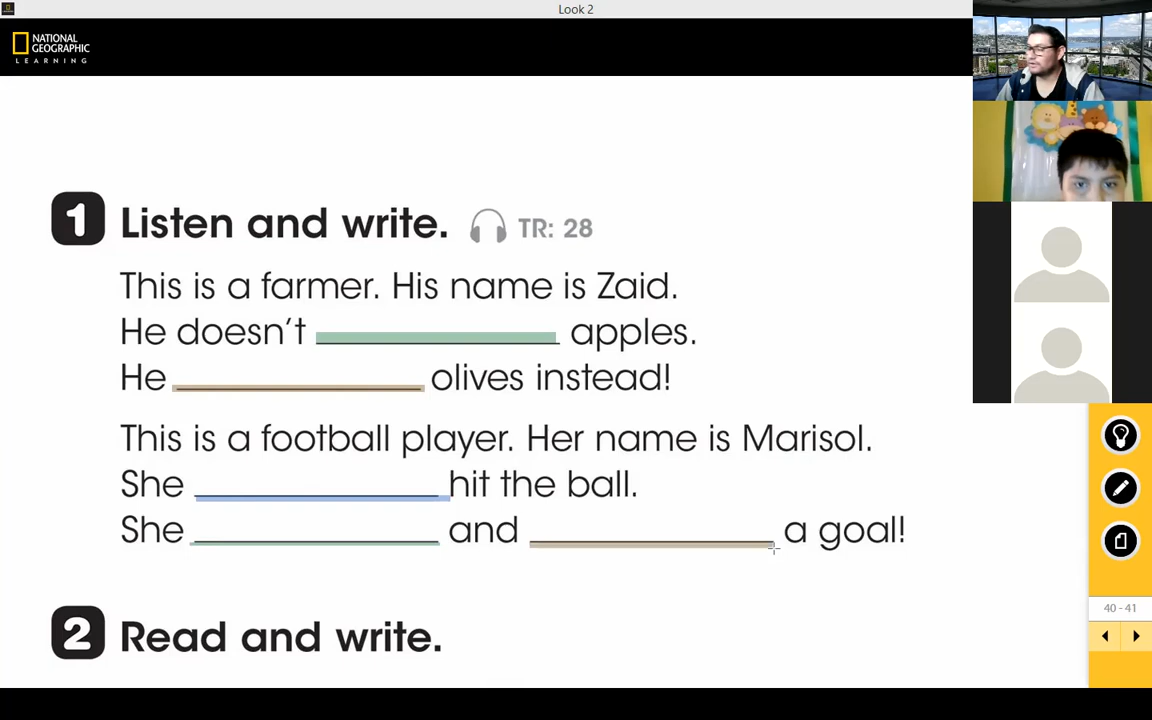 Look 2
NATIONAL
GEOGRAPHIC
LEARNING
1 Listen and write. TR: 28
This is a farmer. His name is Zaid.
He doesn't apples.
He olives instead!
This is a football player. Her name is Marisol.
She hit the ball.
She and a goal!
2 Read and write.
40 - 41